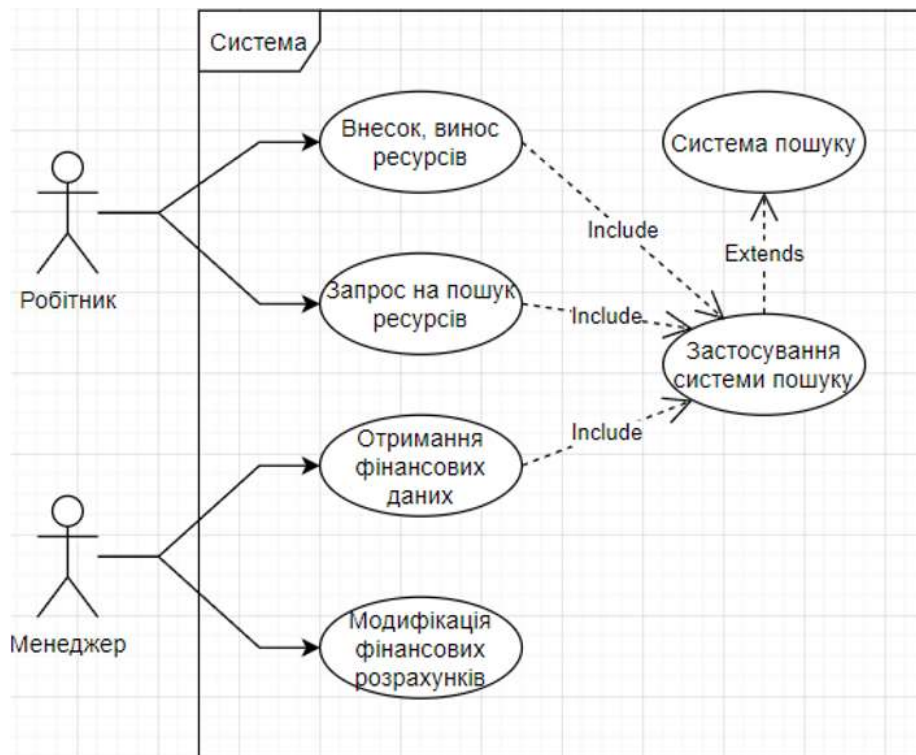 Система
Внесок, винос
ресурсів
Система пошуку
Include
Extends
Робітник
Запрос на пошук
ресурсів
Include
Застосування
системи пошуку
Отримання
фінансових
даних
Include
Менеджер
Модифікація
фінансових
розрахунків